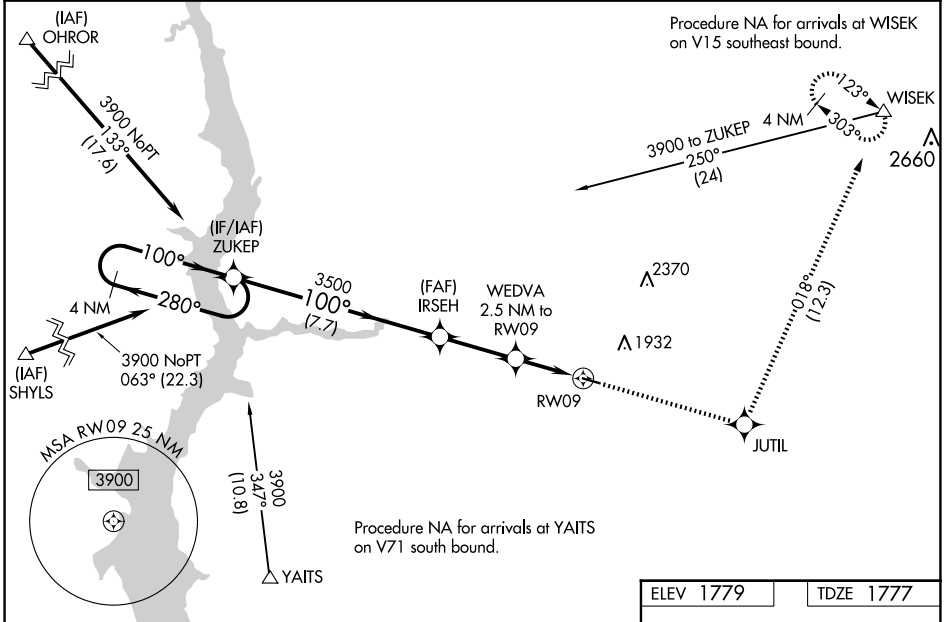 (IAF)
OHROR
3900 NoPT
133°
(17.6)
Procedure NA for arrivals at WISEK
on V15 southeast bound.
123°
WISEK
4 NM
303°
3900 to ZUKEP
250°
(24)
2660
(IF/IAF)
ZUKEP
100°
280°
4 NM
3500
100°
(7.7)
(FAF)
IRSEH
WEDVA
2.5 NM to
RW09
2370
1932
018°
(12.3)
(IAF)
SHYLS
3900 NoPT
063° (22.3)
RW09
JUTIL
MSA RW09 25 NM
3900
3900
347°
(10.8)
YAITS
Procedure NA for arrivals at YAITS
on V71 south bound.
ELEV 1779
TDZE 1777